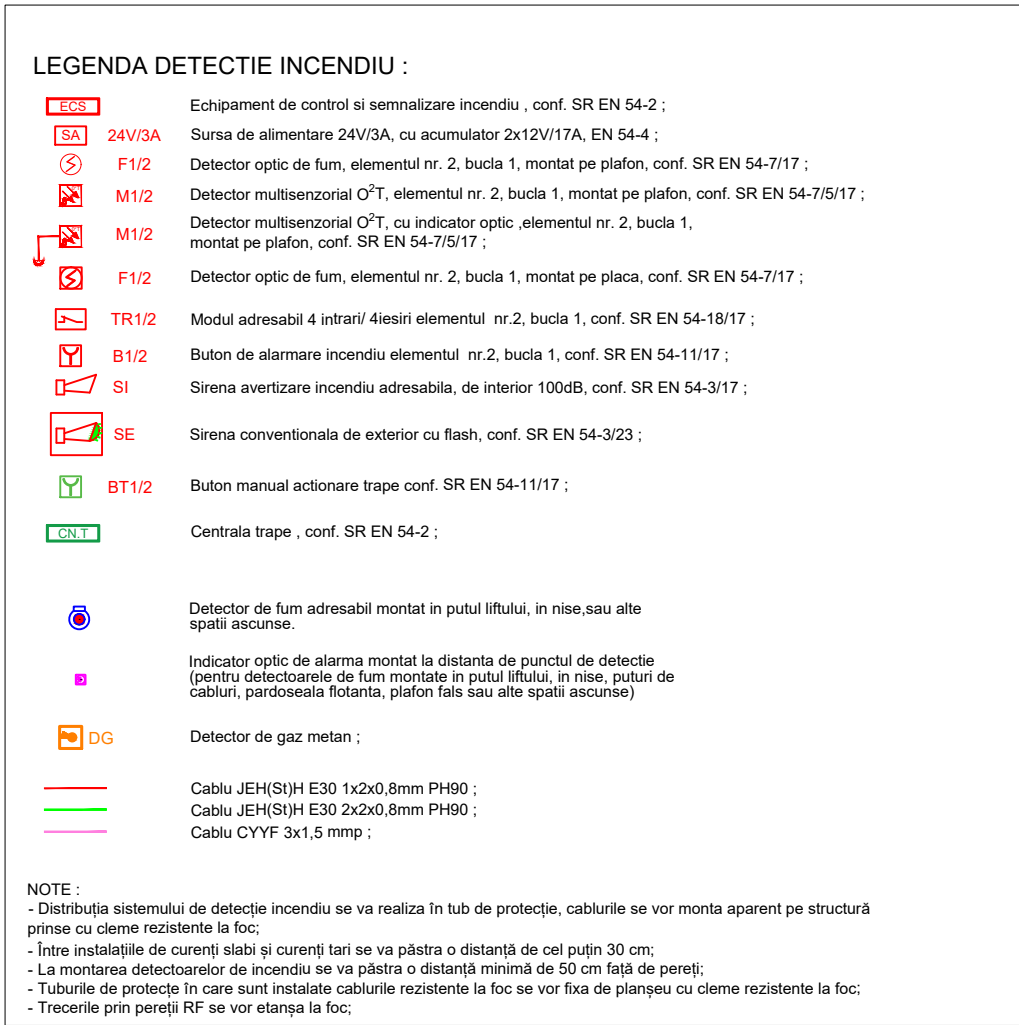 LEGENDA DETECTIE INCENDIU :
ECS Echipament de control si semnalizare incendiu , conf. SR EN 54-2 ;
SA 24V/3A Sursa de alimentare 24V/3A, cu acumulator 2x12V/17A, EN 54-4 ;
F1/2 Detector optic de fum, elementul nr. 2, bucla 1, montat pe plafon, conf. SR EN 54-7/17 ;
M1/2 Detector multisenzorial O²T, elementul nr. 2, bucla 1, montat pe plafon, conf. SR EN 54-7/5/17 ;
M1/2 Detector multisenzorial O²T, cu indicator optic ,elementul nr. 2, bucla 1,
montat pe plafon, conf. SR EN 54-7/5/17 ;
F1/2 Detector optic de fum, elementul nr. 2, bucla 1, montat pe placa, conf. SR EN 54-7/17 ;
TR1/2 Modul adresabil 4 intrari/ 4iesiri elementul nr.2, bucla 1, conf. SR EN 54-18/17 ;
B1/2 Buton de alarmare incendiu elementul nr.2, bucla 1, conf. SR EN 54-11/17 ;
SI Sirena avertizare incendiu adresabila, de interior 100dB, conf. SR EN 54-3/17 ;
SE Sirena conventionala de exterior cu flash, conf. SR EN 54-3/23 ;
BT1/2 Buton manual actionare trape conf. SR EN 54-11/17 ;
CN.T Centrala trape , conf. SR EN 54-2 ;
Detector de fum adresabil montat in putul liftului, in nise,sau alte
spatii ascunse.
Indicator optic de alarma montat la distanta de punctul de detectie
(pentru detectoarele de fum montate in putul liftului, in nise, puturi de
cabluri, pardoseala flotanta, plafon fals sau alte spatii ascunse)
DG Detector de gaz metan ;
Cablu JEH(St)H E30 1x2x0,8mm PH90 ;
Cablu JEH(St)H E30 2x2x0,8mm PH90 ;
Cablu CYYF 3x1,5 mmp ;
NOTE :
- Distribuția sistemului de detecție incendiu se va realiza în tub de protecție, cablurile se vor monta aparent pe structură
prinse cu cleme rezistente la foc;
- Între instalațiile de curenți slabi și curenți tari se va păstra o distanță de cel puțin 30 cm;
- La montarea detectoarelor de incendiu se va păstra o distanță minimă de 50 cm față de pereți;
- Tuburile de protecțe în care sunt instalate cablurile rezistente la foc se vor fixa de planșeu cu cleme rezistente la foc;
- Trecerile prin pereții RF se vor etanșa la foc;